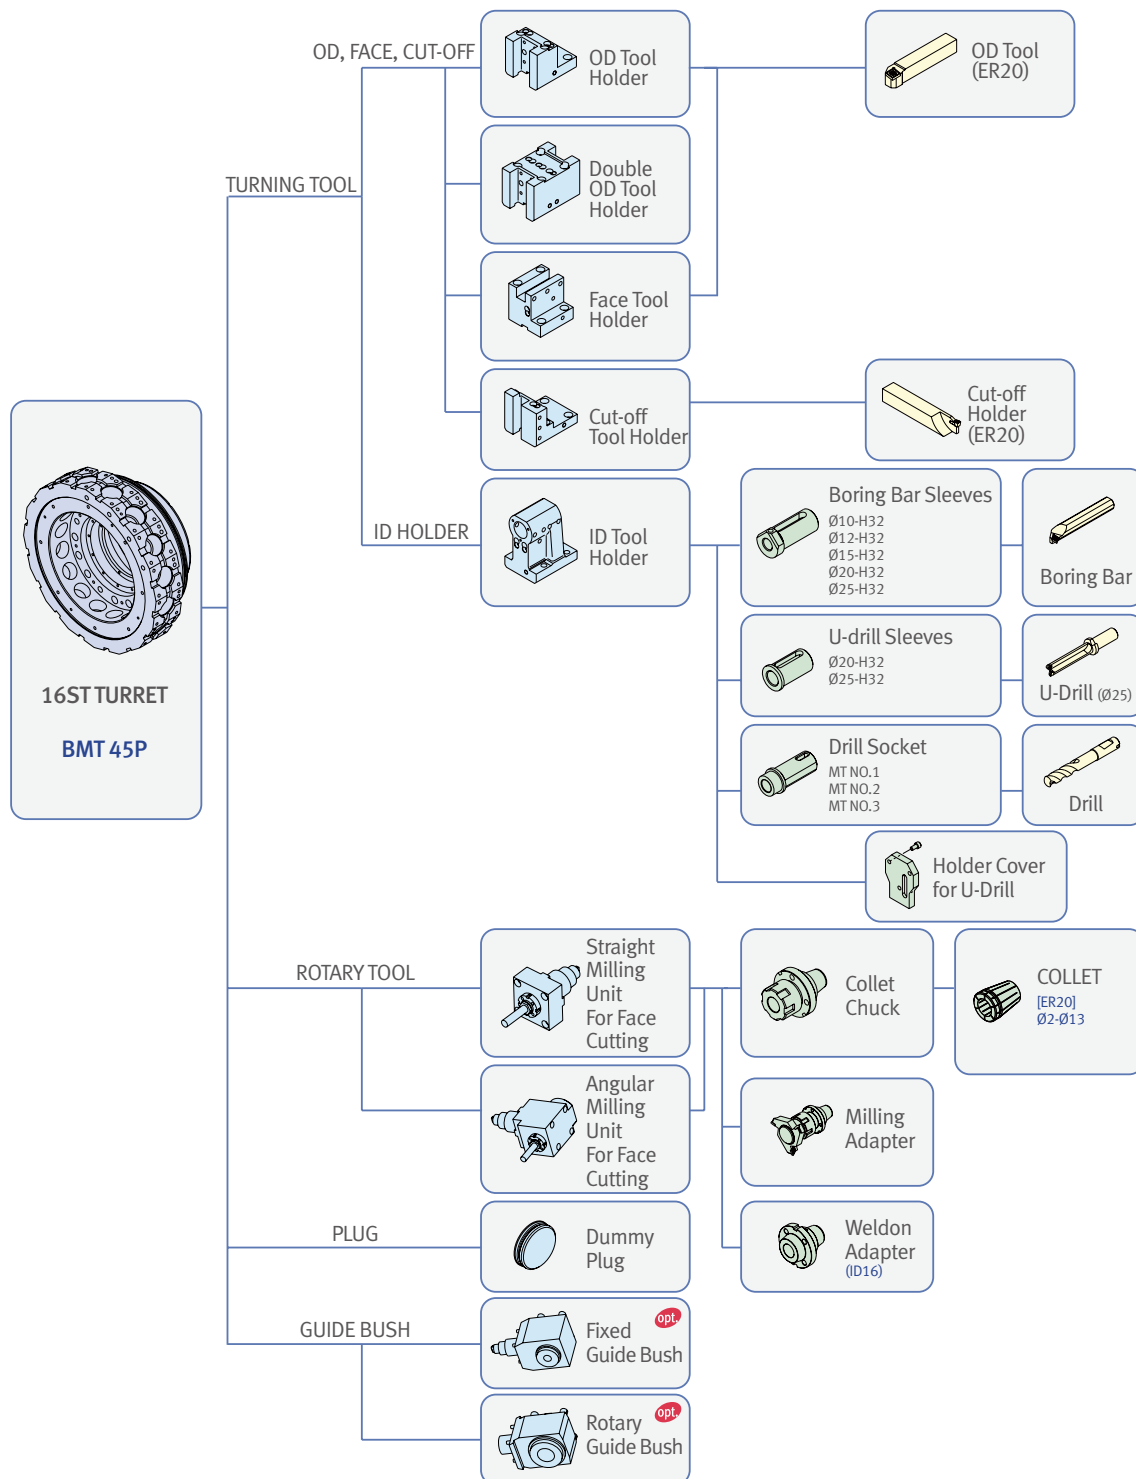 OD, FACE, CUT-OFF
OD Tool
Holder
OD Tool
(ER20)
TURNING TOOL
Double
OD Tool
Holder
Face Tool
Holder
Cut-off
Tool Holder
Cut-off
Holder
(ER20)
ID HOLDER
ID Tool
Holder
Boring Bar Sleeves
Ø10-H32
Ø12-H32
Ø15-H32
Ø20-H32
Ø25-H32
Boring Bar
U-drill Sleeves
Ø20-H32
Ø25-H32
U-Drill (Ø25)
Drill Socket
MT NO.1
MT NO.2
MT NO.3
Drill
Holder Cover
for U-Drill
16ST TURRET
BMT 45P
ROTARY TOOL
Straight
Milling
Unit
For Face
Cutting
Collet
Chuck
COLLET
[ER20]
Ø2-Ø13
Angular
Milling
Unit
For Face
Cutting
Milling
Adapter
Weldon
Adapter
(ID16)
PLUG
Dummy
Plug
GUIDE BUSH
opt.
Fixed
Guide Bush
opt.
Rotary
Guide Bush